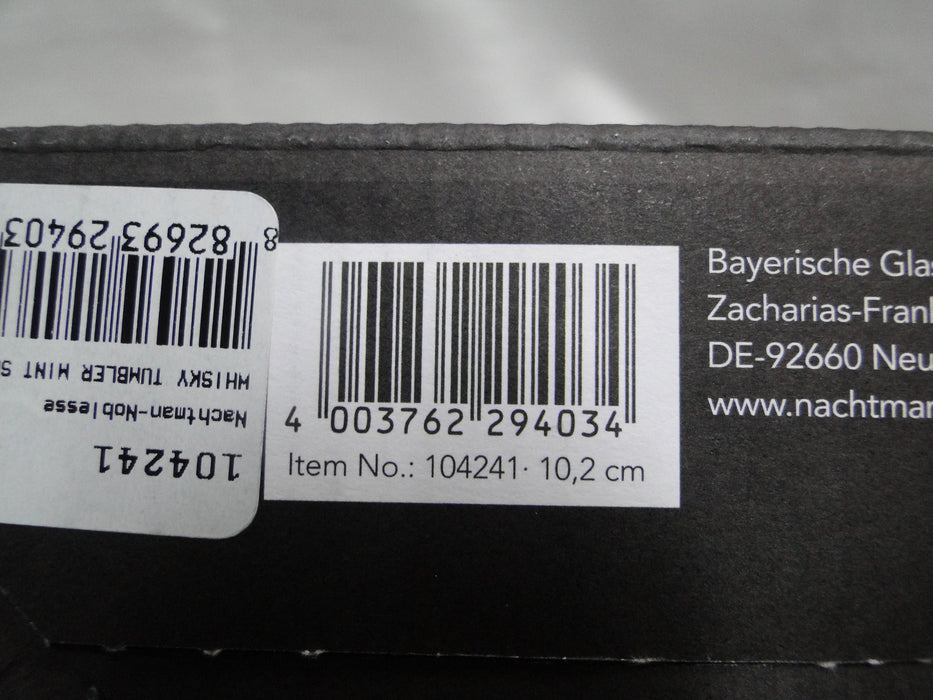 8 82693 29403
WHISKY TUMBLER MINT S
Nachtman-Noblesse
104241
4 003762 294034
Item No.: 104241· 10,2 cm
Bayerische Glas
Zacharias-Frank
DE-92660 Neu
www.nachtman